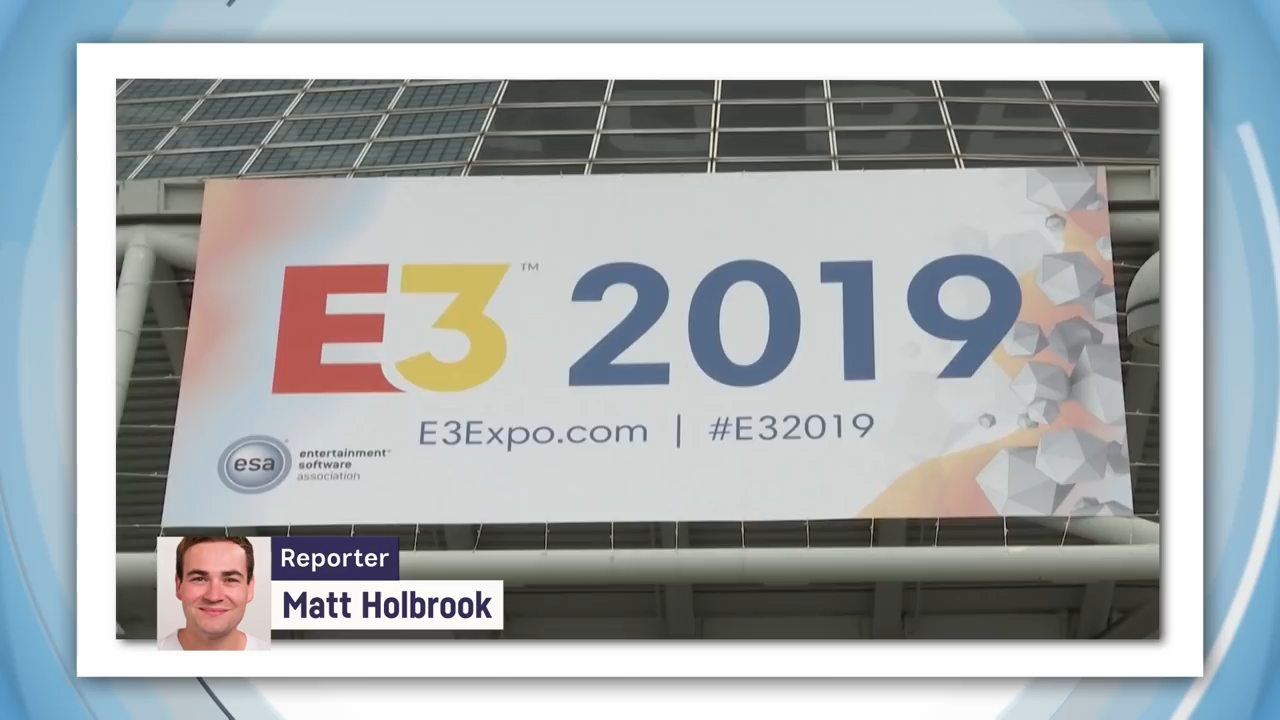 E3™ 2019
E3Expo.com | #E32019
esa
entertainment®
software
association
Reporter
Matt Holbrook